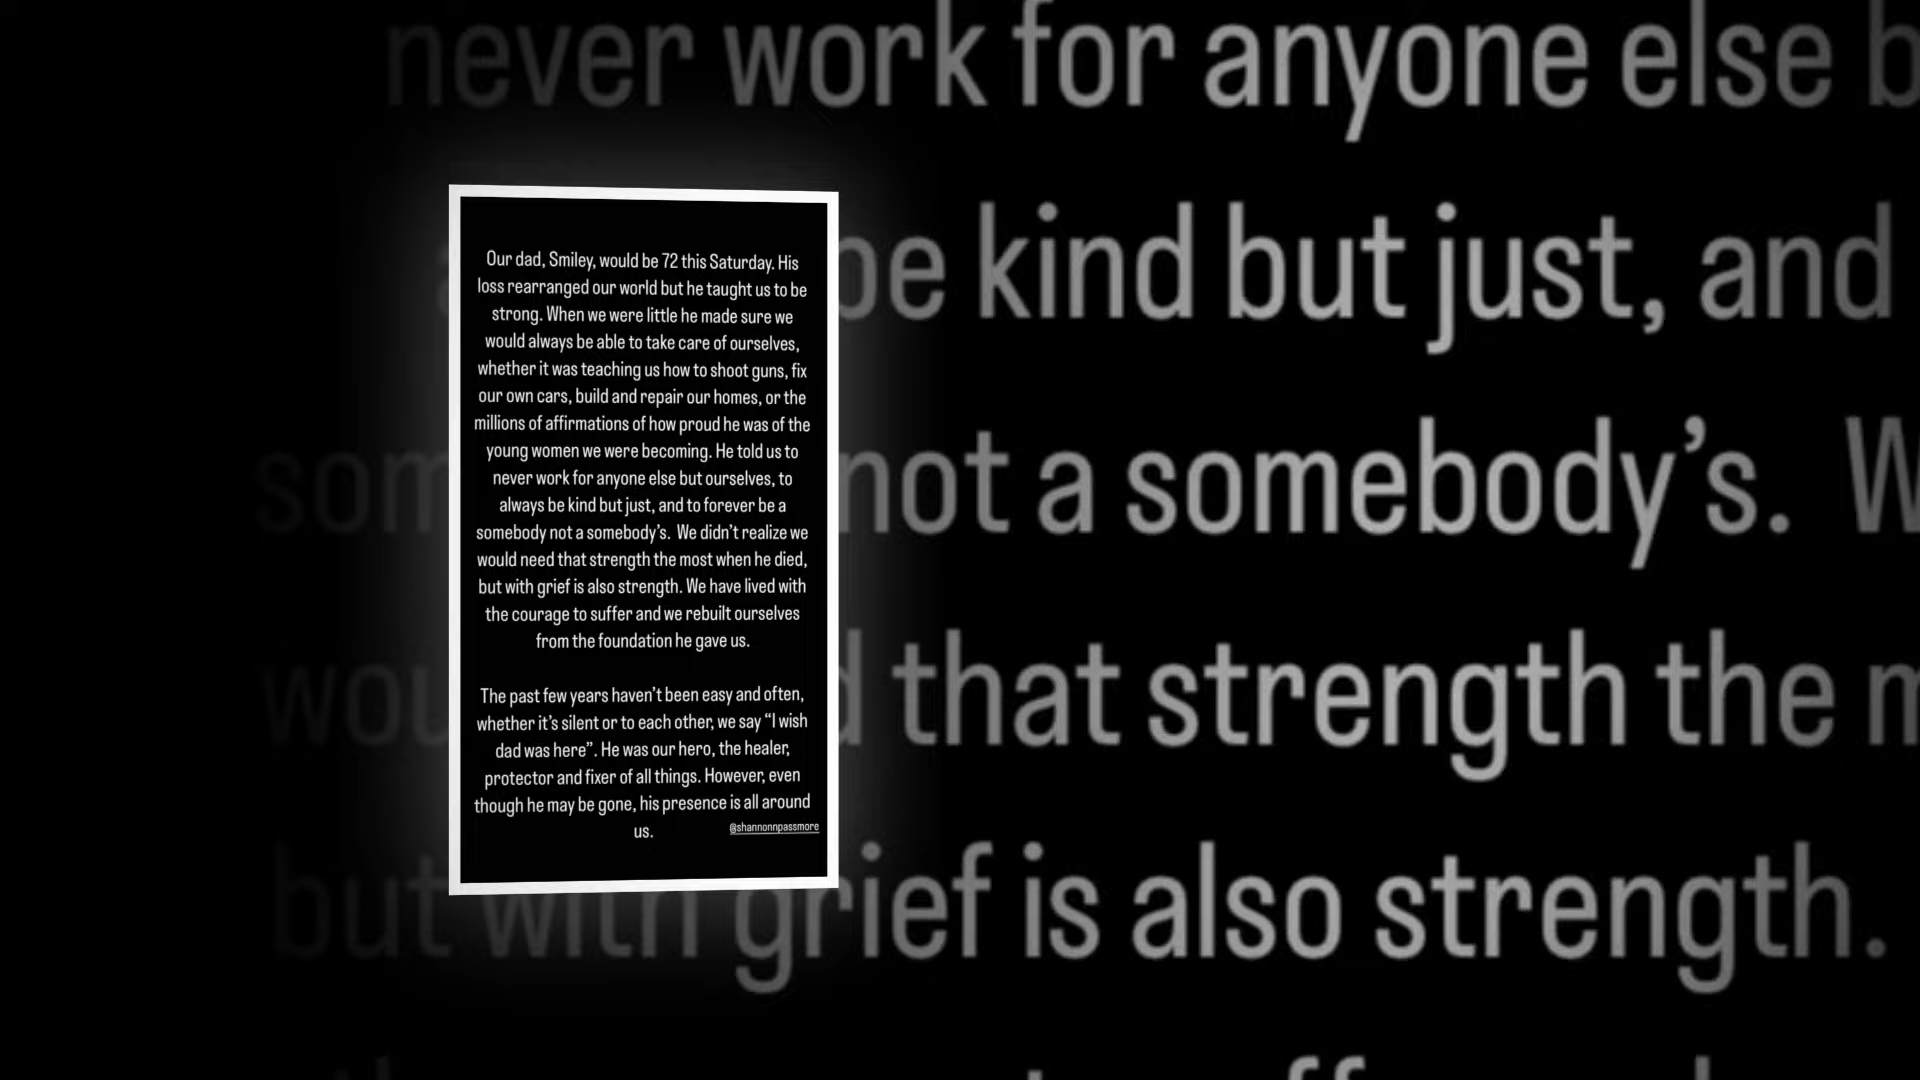 never work for anyone else b
be kind but just, and
som not a somebody's. W
wou d that strength the m
but with grief is also strength.
Our dad, Smiley, would be 72 this Saturday. His
loss rearranged our world but he taught us to be
strong. When we were little he made sure we
would always be able to take care of ourselves,
whether it was teaching us how to shoot guns, fix
our own cars, build and repair our homes, or the
millions of affirmations of how proud he was of the
young women we were becoming. He told us to
never work for anyone else but ourselves, to
always be kind but just, and to forever be a
somebody not a somebody's. We didn't realize we
would need that strength the most when he died,
but with grief is also strength. We have lived with
the courage to suffer and we rebuilt ourselves
from the foundation he gave us.
The past few years haven't been easy and often,
whether it's silent or to each other, we say “I wish
dad was here”. He was our hero, the healer,
protector and fixer of all things. However, even
though he may be gone, his presence is all around
us.
@shannonnpassmore